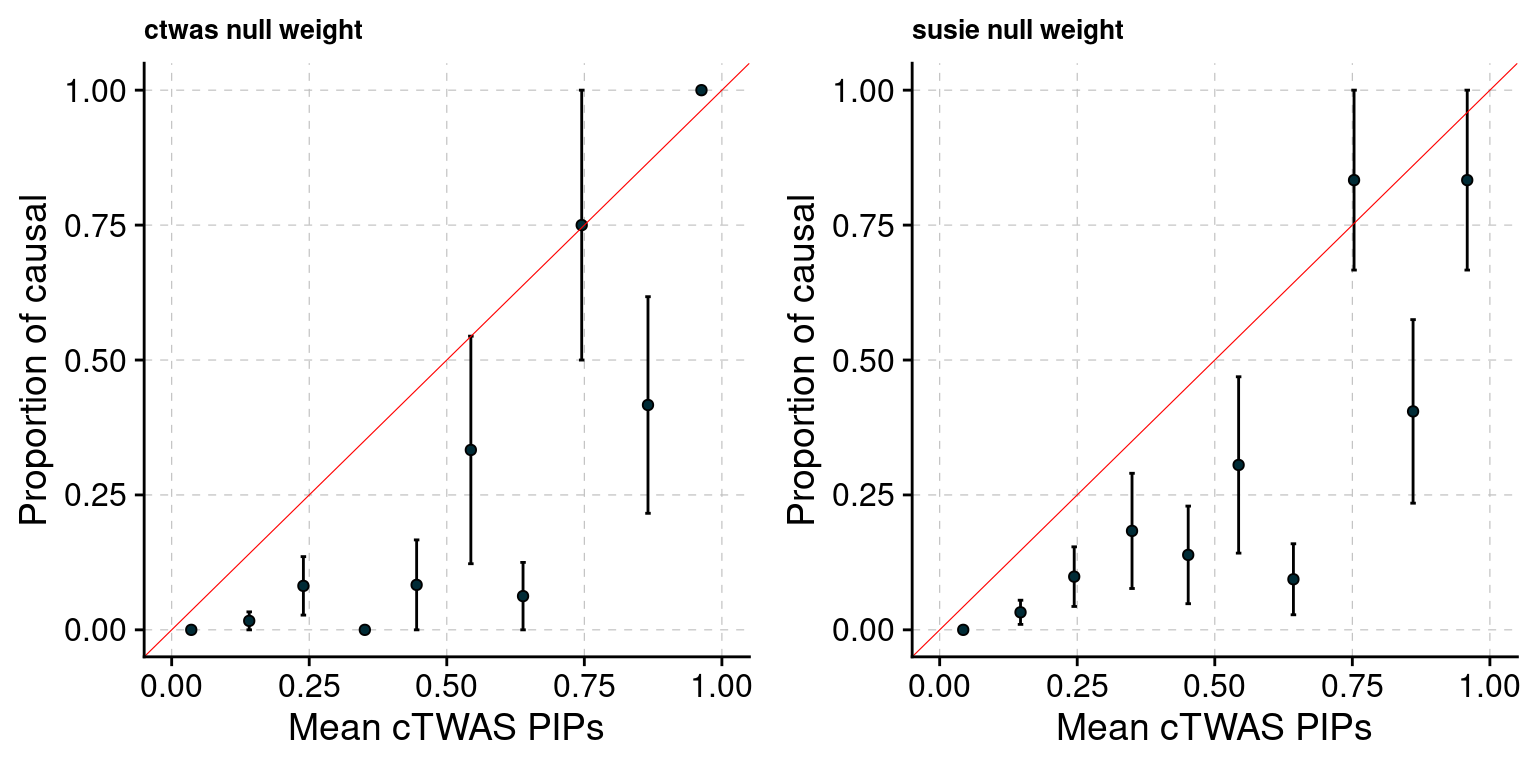 ctwas null weight
Proportion of causal
1.00
0.75
0.50
0.25
0.00
0.00 0.25 0.50 0.75 1.00
Mean cTWAS PIPs
susie null weight
Proportion of causal
1.00
0.75
0.50
0.25
0.00
0.00 0.25 0.50 0.75 1.00
Mean cTWAS PIPs